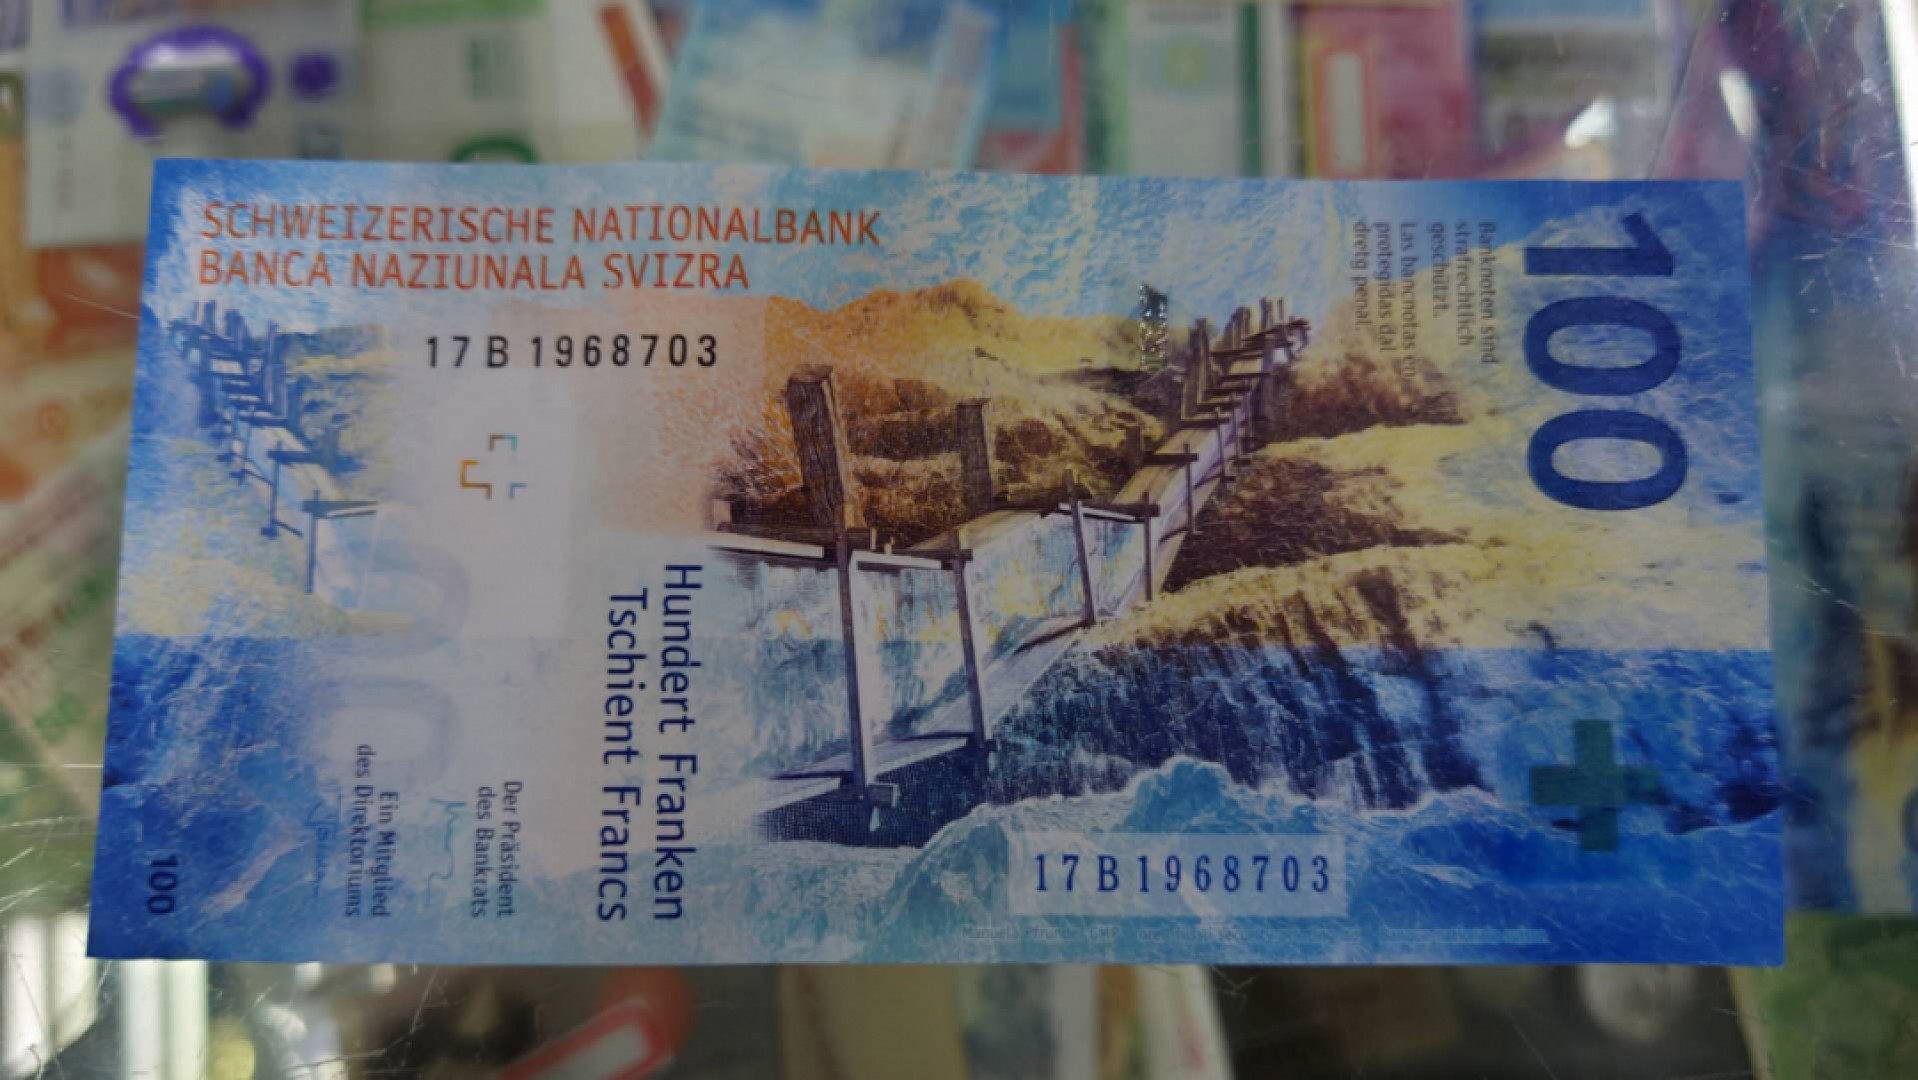 SCHWEIZERISCHE NATIONALBANK
BANCA NAZIUNALA SVIZRA
17 B 1968703
Banknoten sind
strafrechtlich
geschützt.
Las bancnotas èn
protegidas dal
dretg penal.
100
Hundert Franken
Tschient Francs
Der Präsident
des Bankrats
Ein Mitglied
des Direktoriums
100
17 B 1968703